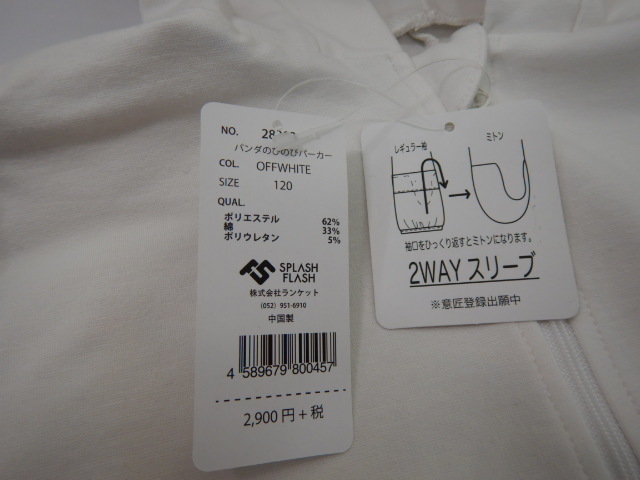 NO.
パンダのびのびパーカー
COL. OFFWHITE
SIZE 120
QUAL.
ポリエステル 62%
綿 33%
ポリウレタン 5%
SPLASH
FLASH
株式会社ランケット
(052) 951-6910
中国製
4 589679 800457
2,900円+税
レギュラー袖
ミトン
袖口をひっくり返すとミトンになります。
2WAYスリーブ
※意匠登録出願中